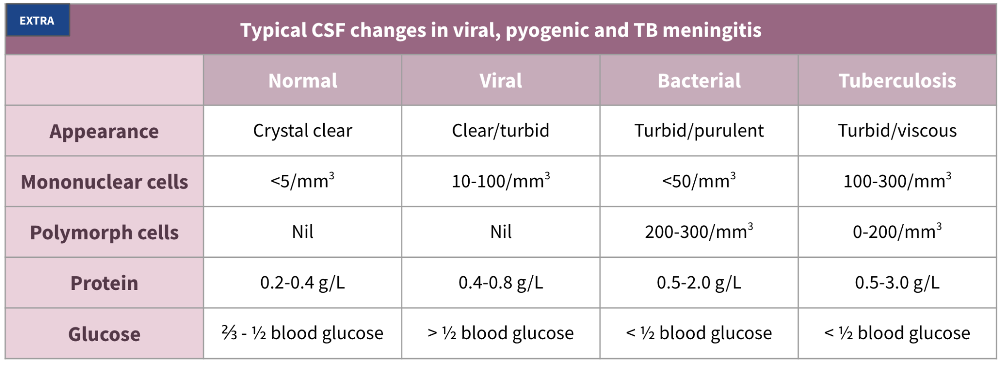 EXTRA
Typical CSF changes in viral, pyogenic and TB meningitis
Normal Viral Bacterial Tuberculosis
Appearance Crystal clear Clear/turbid Turbid/purulent Turbid/viscous
Mononuclear cells <5/mm³ 10-100/mm³ <50/mm³ 100-300/mm³
Polymorph cells Nil Nil 200-300/mm³ 0-200/mm³
Protein 0.2-0.4 g/L 0.4-0.8 g/L 0.5-2.0 g/L 0.5-3.0 g/L
Glucose ⅔ - ½ blood glucose > ½ blood glucose < ½ blood glucose < ½ blood glucose